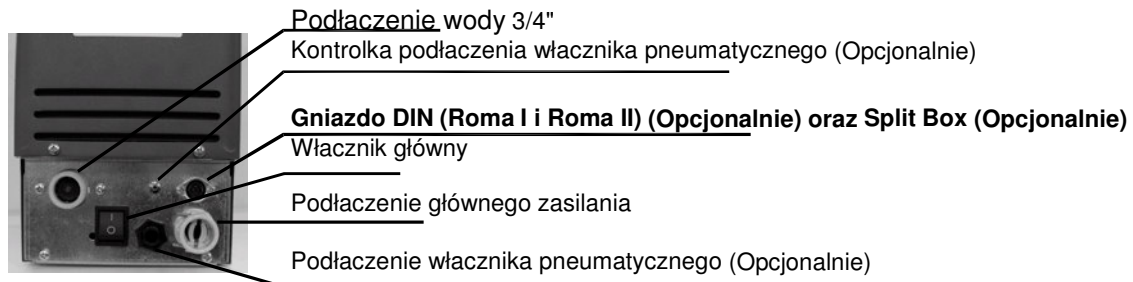 Podłaczenie wody 3/4"
Kontrolka podłaczenia włacznika pneumatycznego (Opcjonalnie)
Gniazdo DIN (Roma I i Roma II) (Opcjonalnie) oraz Split Box (Opcjonalnie)
Włacznik główny
Podłaczenie głównego zasilania
Podłaczenie włacznika pneumatycznego (Opcjonalnie)